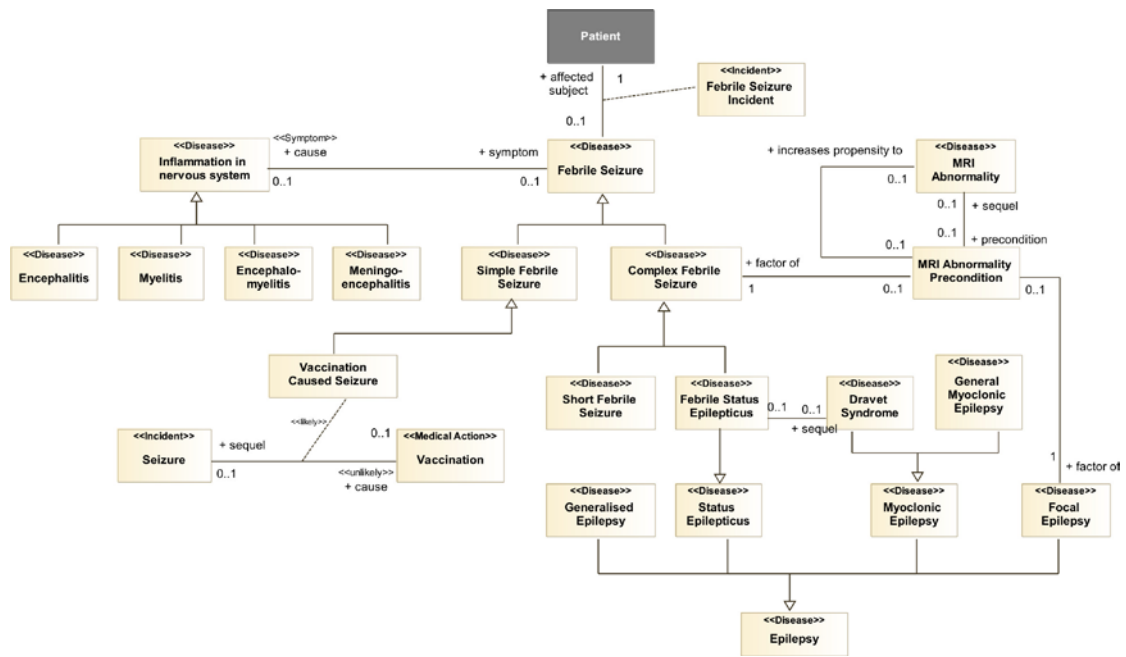 Patient
+ affected
subject
1
0..1
<<Incident>>
Febrile Seizure
Incident
<<Disease>>
Inflammation in
nervous system
<<Symptom>>
+ cause
0..1
+ symptom
0..1
<<Disease>>
Febrile Seizure
+ increases propensity to
0..1
<<Disease>>
MRI
Abnormality
0..1
+ sequel
0..1
+ precondition
0..1
MRI Abnormality
Precondition
<<Disease>>
Encephalitis
<<Disease>>
Myelitis
<<Disease>>
Encephalo-
myelitis
<<Disease>>
Meningo-
encephalitis
<<Disease>>
Simple Febrile
Seizure
<<Disease>>
Complex Febrile
Seizure
+ factor of
1
0..1
0..1
Vaccination
Caused Seizure
<<likely>>
<<Incident>>
Seizure
+ sequel
0..1
0..1
<<unlikely>>
+ cause
<<Medical Action>>
Vaccination
<<Disease>>
Short Febrile
Seizure
<<Disease>>
Febrile Status
Epilepticus
0..1
0..1
+ sequel
<<Disease>>
Dravet
Syndrome
<<Disease>>
General
Myoclonic
Epilepsy
1
+ factor of
<<Disease>>
Generalised
Epilepsy
<<Disease>>
Status
Epilepticus
<<Disease>>
Myoclonic
Epilepsy
<<Disease>>
Focal
Epilepsy
<<Disease>>
Epilepsy